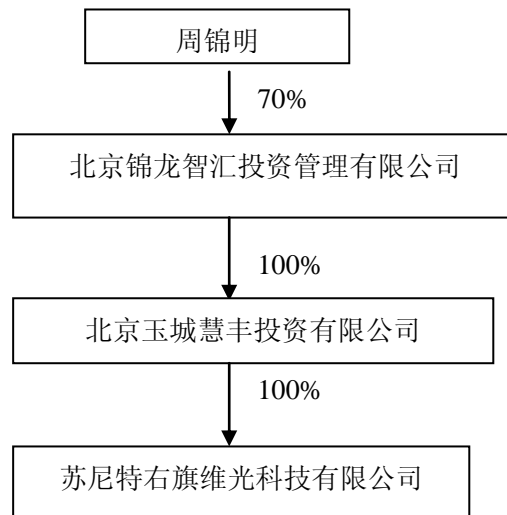 周锦明
70%
北京锦龙智汇投资管理有限公司
100%
北京玉城慧丰投资有限公司
100%
苏尼特右旗维光科技有限公司